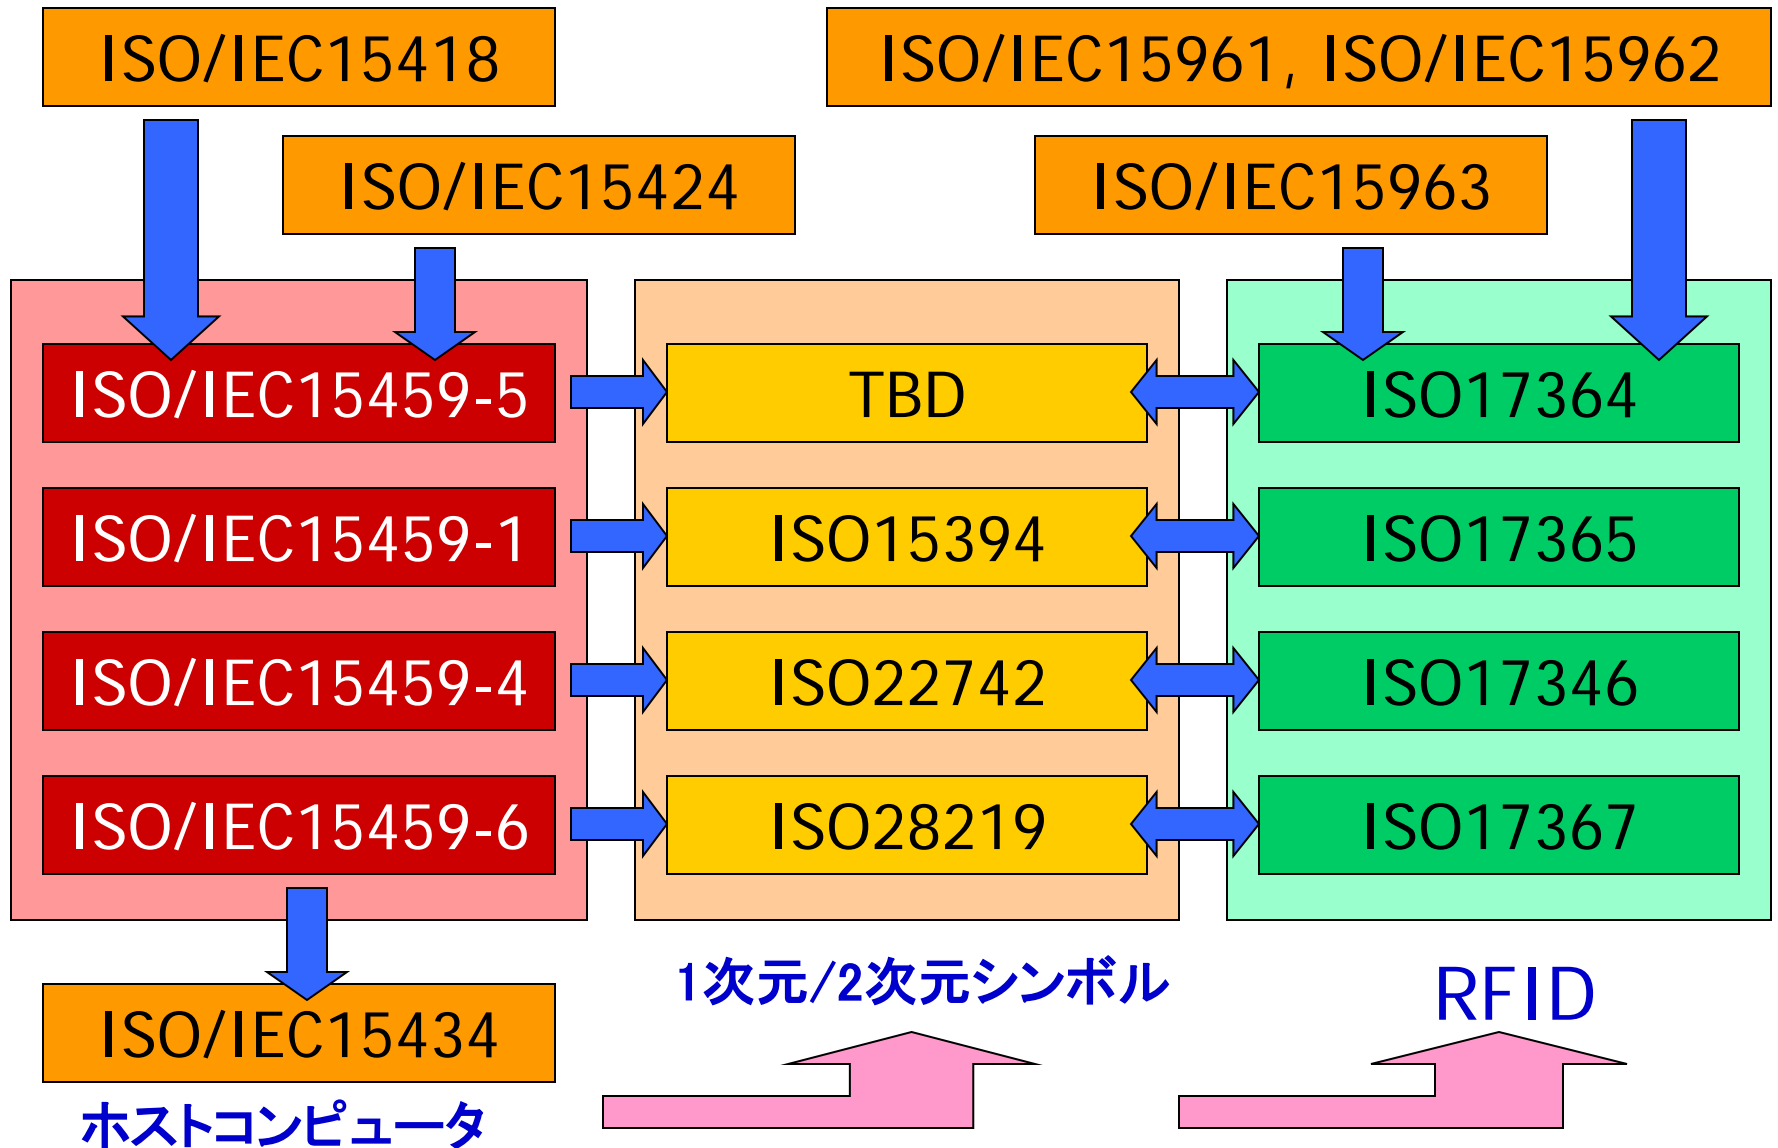 ISO/IEC15418
ISO/IEC15961, ISO/IEC15962
ISO/IEC15424
ISO/IEC15963
ISO/IEC15459-5
TBD
ISO17364
ISO/IEC15459-1
ISO15394
ISO17365
ISO/IEC15459-4
ISO22742
ISO17346
ISO/IEC15459-6
ISO28219
ISO17367
1次元/2次元シンボル
RFID
ISO/IEC15434
ホストコンピュータ